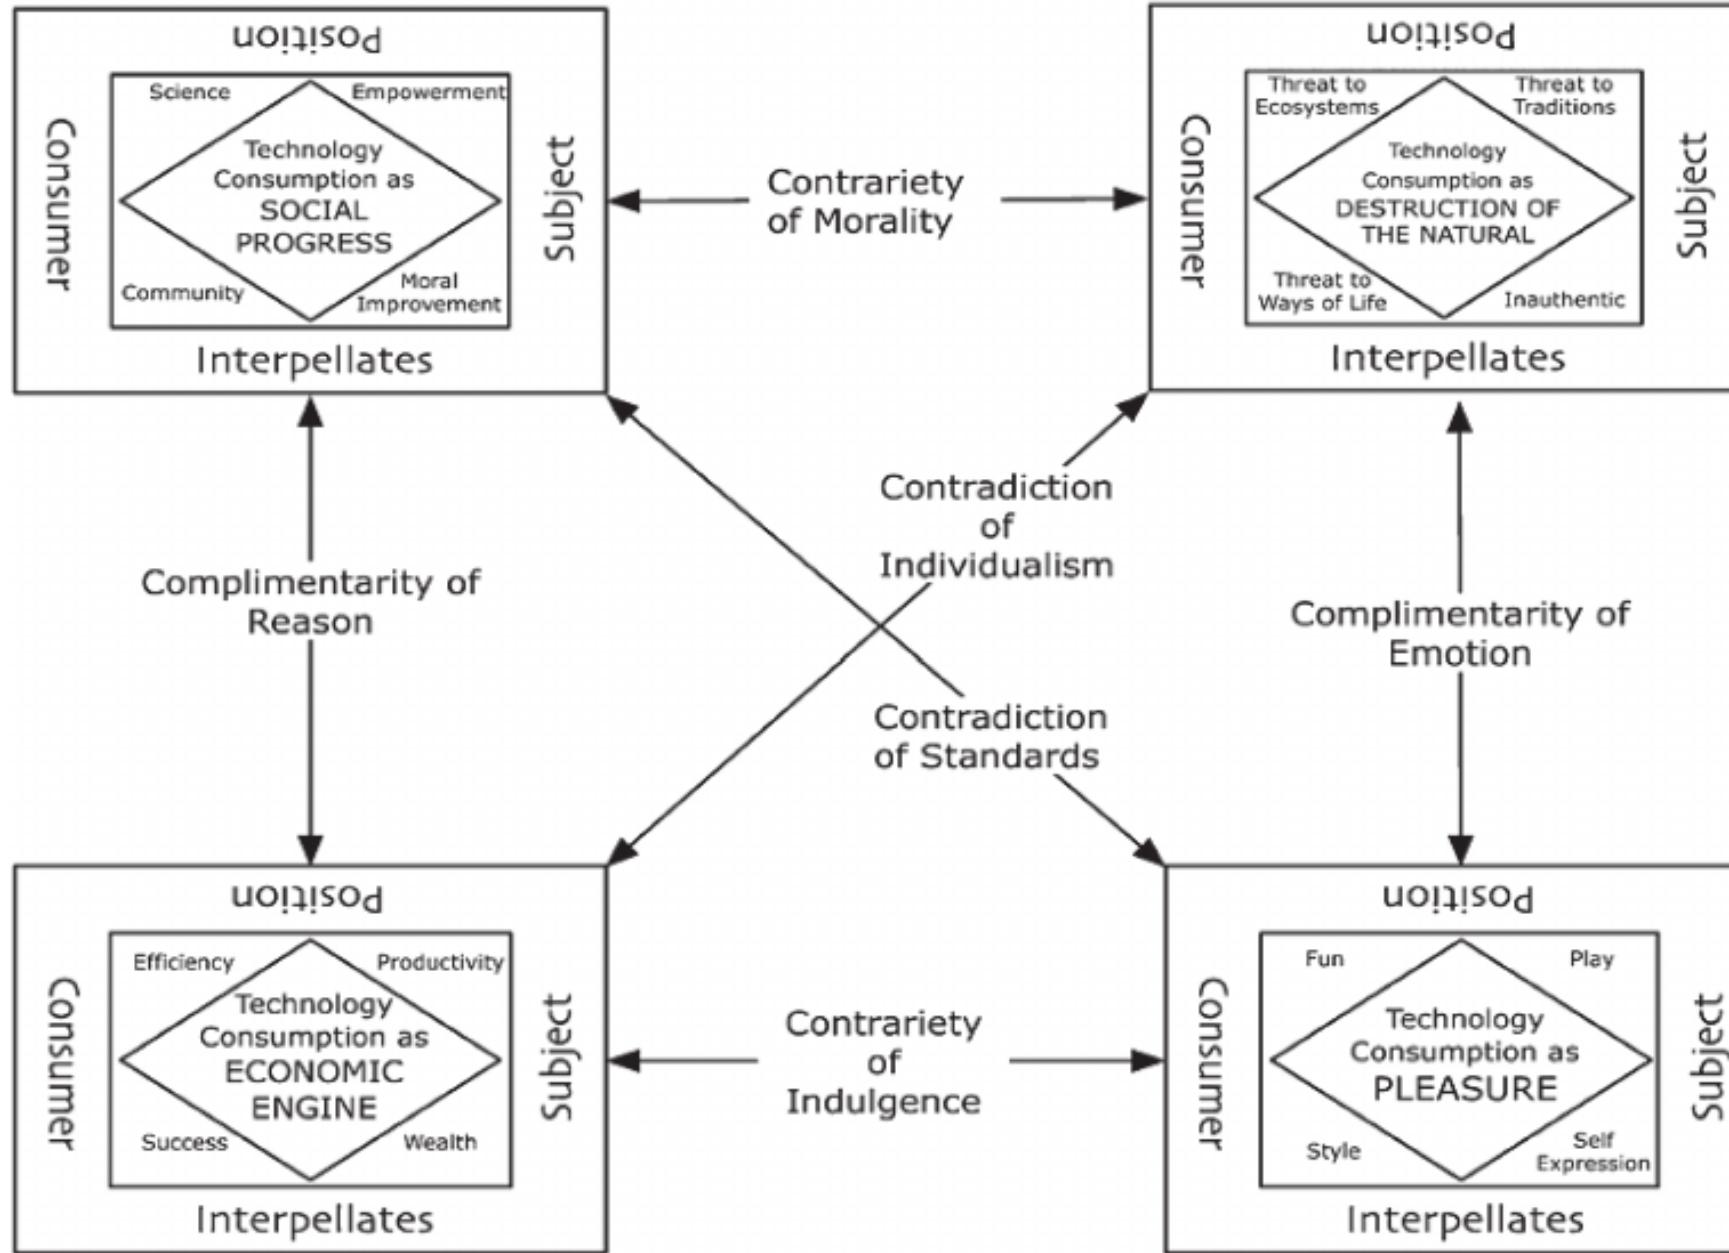 Position
Consumer
Science
Empowerment
Technology
Consumption as
SOCIAL
PROGRESS
Community
Moral
Improvement
Subject
Interpellates
Contrariety
of Morality
Position
Consumer
Threat to
Ecosystems
Threat to
Traditions
Technology
Consumption as
DESTRUCTION OF
THE NATURAL
Threat to
Ways of Life
Inauthentic
Subject
Interpellates
Complimentarity of
Reason
Contradiction
of
Individualism
Contradiction
of Standards
Complimentarity of
Emotion
Position
Consumer
Efficiency
Productivity
Technology
Consumption as
ECONOMIC
ENGINE
Success
Wealth
Subject
Interpellates
Contrariety
of
Indulgence
Position
Consumer
Fun
Play
Technology
Consumption as
PLEASURE
Style
Self
Expression
Subject
Interpellates